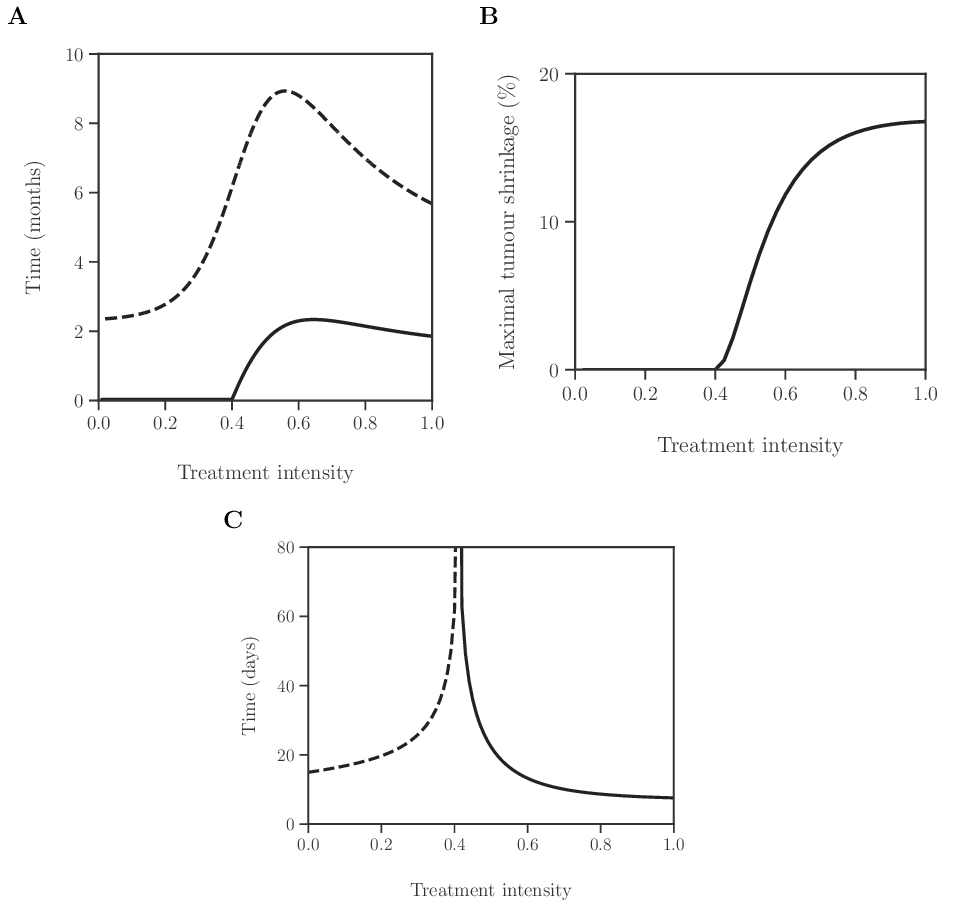 A
10
8
6
4
2
0
Time (months)
0.0 0.2 0.4 0.6 0.8 1.0
Treatment intensity
B
20
10
0
Maximal tumour shrinkage (%)
0.0 0.2 0.4 0.6 0.8 1.0
Treatment intensity
C
80
60
40
20
0
Time (days)
0.0 0.2 0.4 0.6 0.8 1.0
Treatment intensity